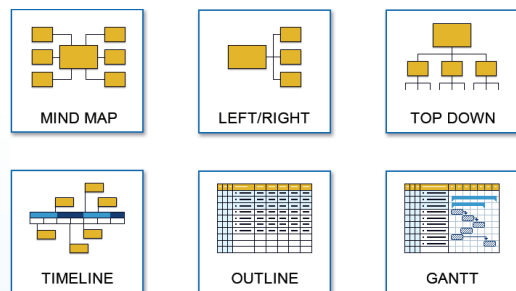 MIND MAP
LEFT/RIGHT
TOP DOWN
TIMELINE
OUTLINE
GANTT